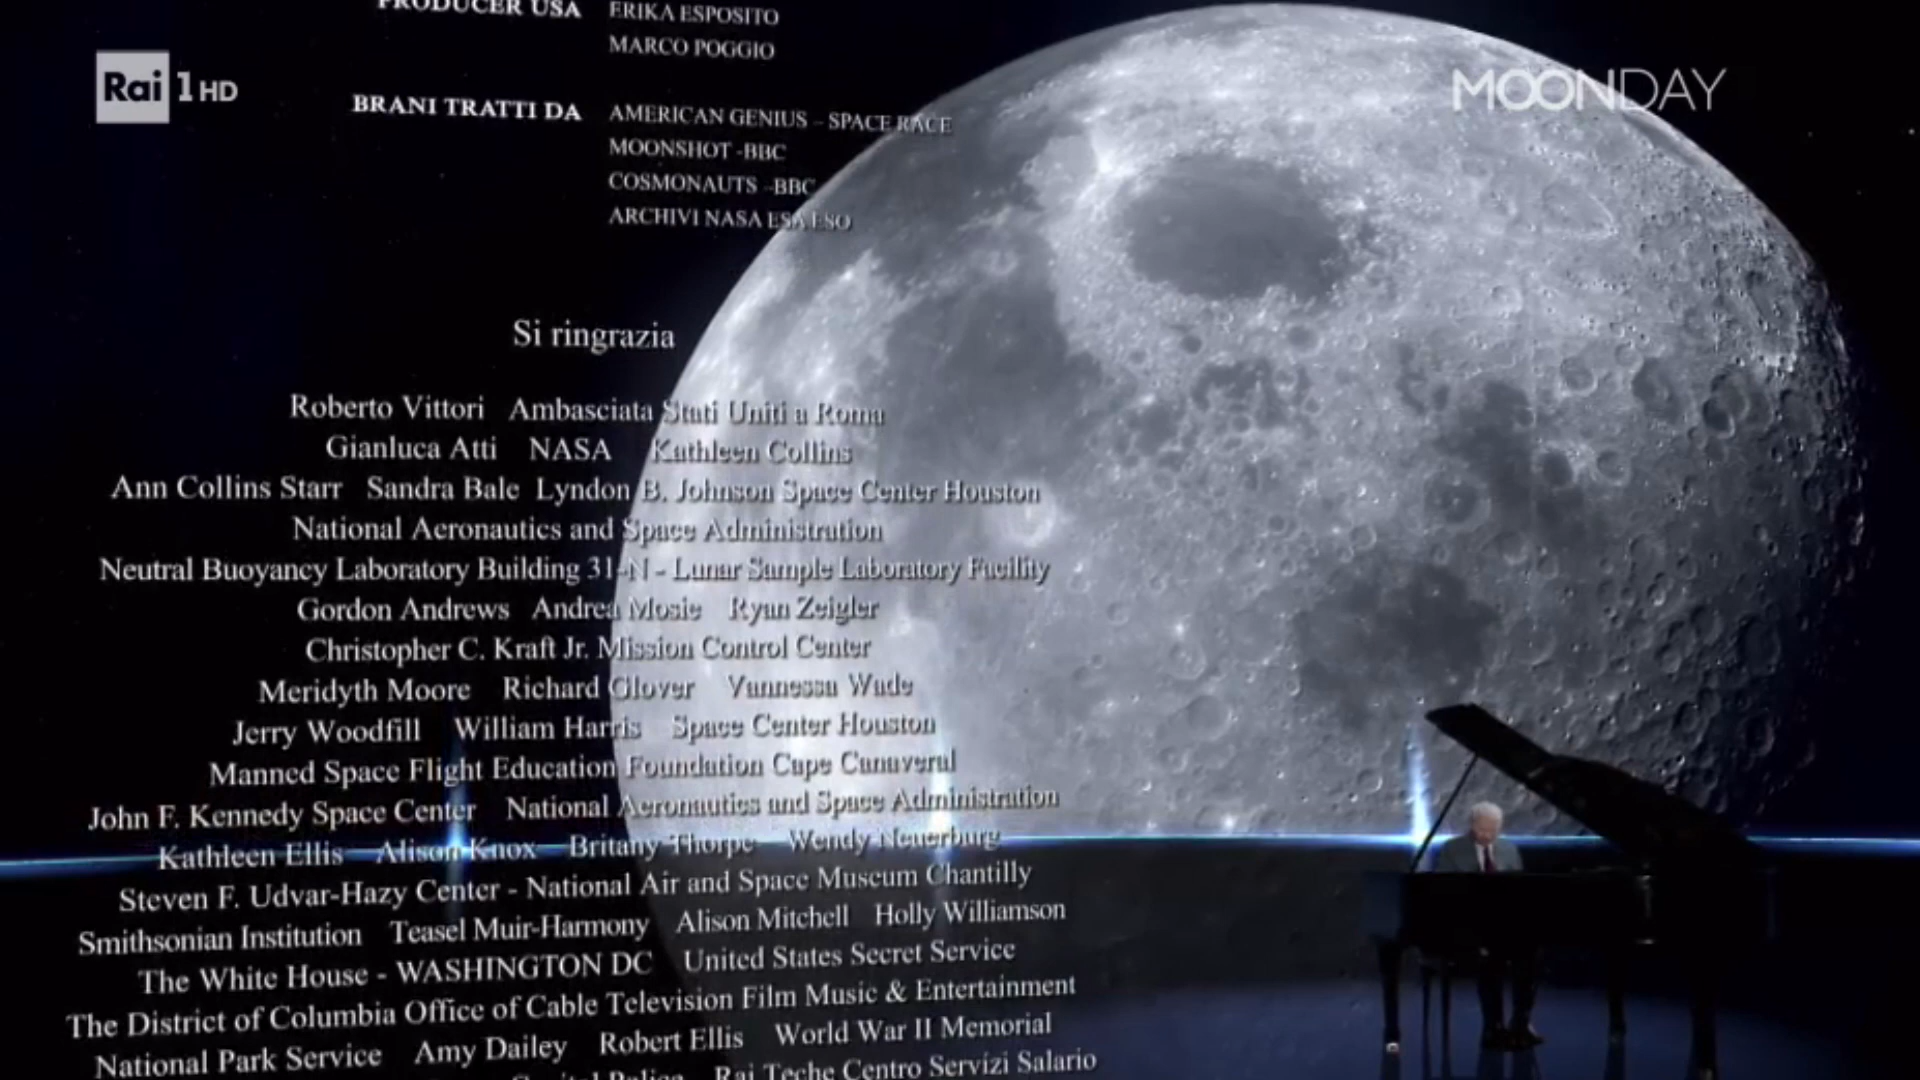 PRODUCER USA ERIKA ESPOSITO
MARCO POGGIO
Rai 1 HD
MOONDAY
BRANI TRATTI DA AMERICAN GENIUS – SPACE RACE
MOONSHOT -BBC
COSMONAUTS -BBC
ARCHIVI NASA ESA ESO
Si ringrazia
Roberto Vittori Ambasciata Stati Uniti a Roma
Gianluca Atti NASA Kathleen Collins
Ann Collins Starr Sandra Bale Lyndon B. Johnson Space Center Houston
National Aeronautics and Space Administration
Neutral Buoyancy Laboratory Building 31-N - Lunar Sample Laboratory Facility
Gordon Andrews Andrea Mosie Ryan Zeigler
Christopher C. Kraft Jr. Mission Control Center
Meridyth Moore Richard Glover Vannessa Wade
Jerry Woodfill William Harris Space Center Houston
Manned Space Flight Education Foundation Cape Canaveral
John F. Kennedy Space Center National Aeronautics and Space Administration
Kathleen Ellis Alison Knox Britany Thorpe Wendy Neuerburg
Steven F. Udvar-Hazy Center - National Air and Space Museum Chantilly
Smithsonian Institution Teasel Muir-Harmony Alison Mitchell Holly Williamson
The White House - WASHINGTON DC United States Secret Service
The District of Columbia Office of Cable Television Film Music & Entertainment
National Park Service Amy Dailey Robert Ellis World War II Memorial
Capitol Police Rai Teche Centro Servizi Salario